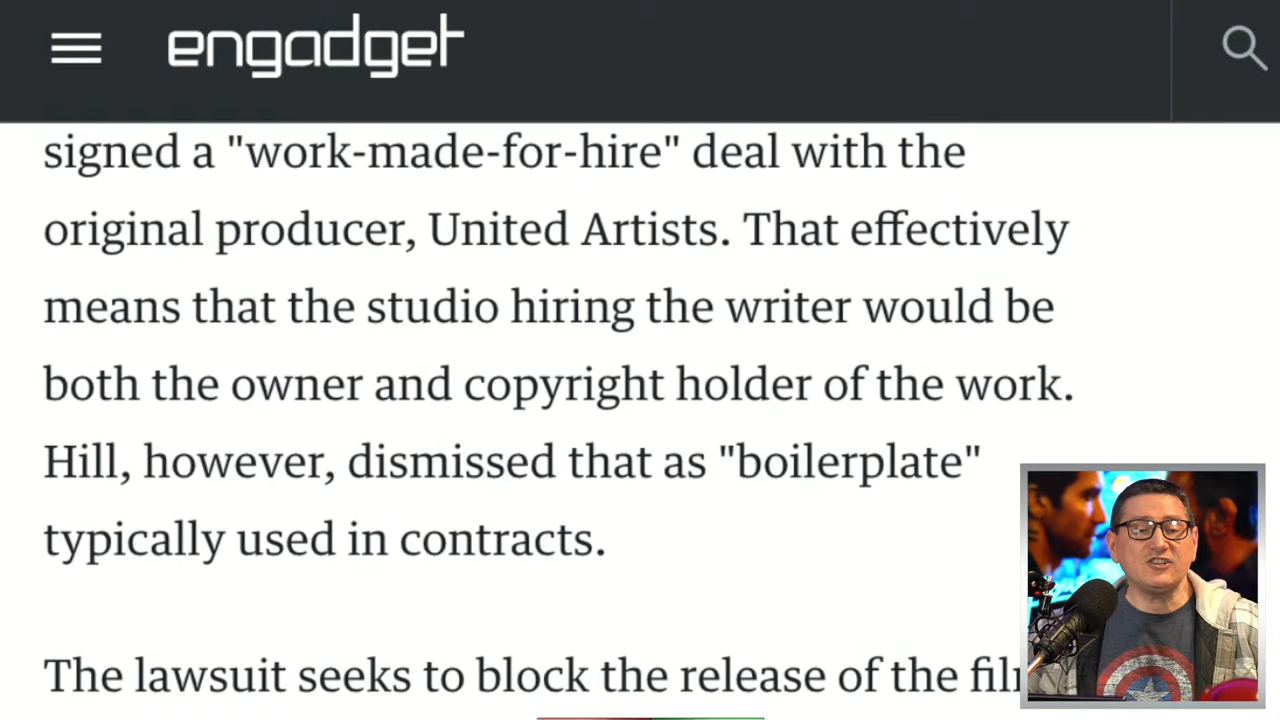 engadget
signed a "work-made-for-hire" deal with the
original producer, United Artists. That effectively
means that the studio hiring the writer would be
both the owner and copyright holder of the work.
Hill, however, dismissed that as "boilerplate"
typically used in contracts.
The lawsuit seeks to block the release of the